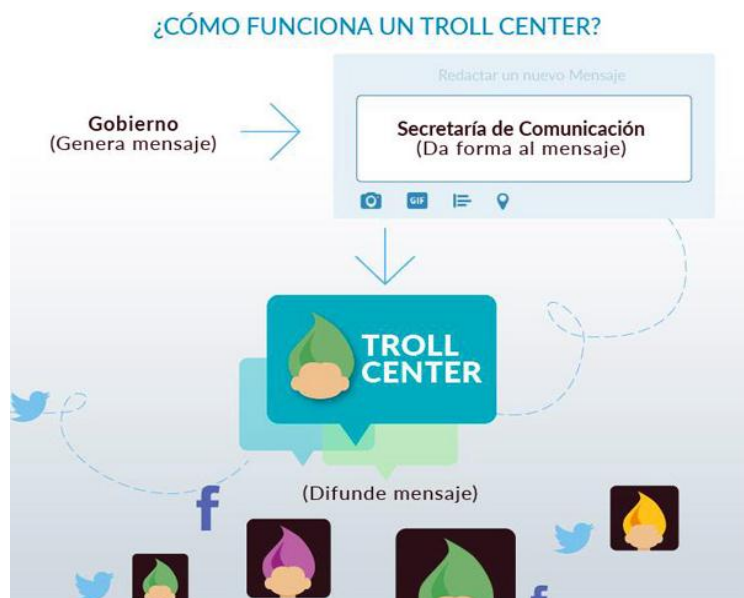 ¿CÓMO FUNCIONA UN TROLL CENTER?
Redactar un nuevo Mensaje
Gobierno
(Genera mensaje)
Secretaría de Comunicación
(Da forma al mensaje)
GIF
TROLL
CENTER
(Difunde mensaje)